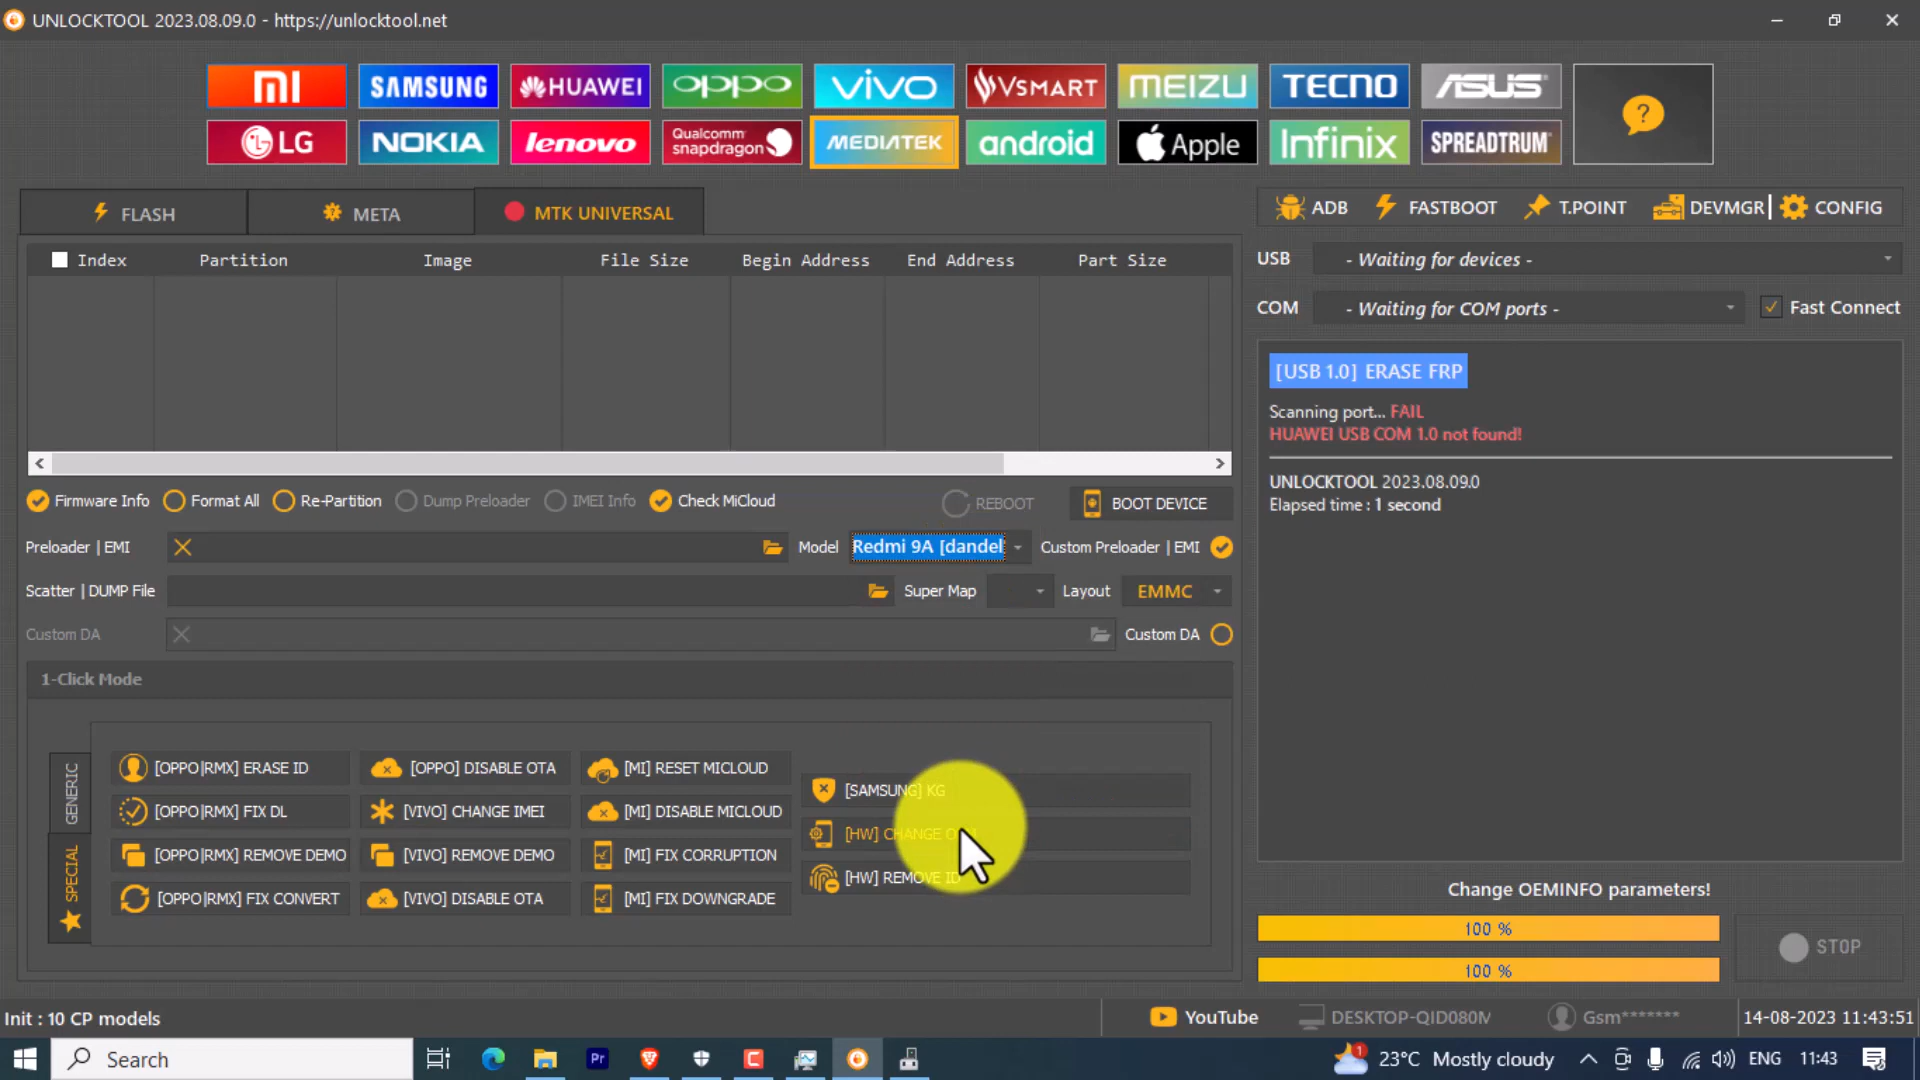 UNLOCKTOOL 2023.08.09.0 - https://unlocktool.net
MI SAMSUNG HUAWEI oppo vivo VSMART MEIZU TECNO ASUS ?
LG NOKIA lenovo Qualcomm snapdragon MEDIATEK android Apple Infinix SPREADTRUM
FLASH META MTK UNIVERSAL
ADB FASTBOOT T.POINT DEVMGR CONFIG
Index Partition Image File Size Begin Address End Address Part Size
USB - Waiting for devices -
COM - Waiting for COM ports - Fast Connect
[USB 1.0] ERASE FRP
Scanning port... FAIL
HUAWEI USB COM 1.0 not found!
UNLOCKTOOL 2023.08.09.0
Elapsed time : 1 second
Firmware Info Format All Re-Partition Dump Preloader IMEI Info Check MiCloud REBOOT BOOT DEVICE
Preloader | EMI Model Redmi 9A [dandel Custom Preloader | EMI
Scatter | DUMP File Super Map Layout EMMC
Custom DA Custom DA
1-Click Mode
GENERIC
SPECIAL
[OPPO|RMX] ERASE ID [OPPO] DISABLE OTA [MI] RESET MICLOUD
[SAMSUNG] KG
[OPPO|RMX] FIX DL [VIVO] CHANGE IMEI [MI] DISABLE MICLOUD
[HW] CHANGE
[OPPO|RMX] REMOVE DEMO [VIVO] REMOVE DEMO [MI] FIX CORRUPTION
[HW] REMOVE ID
[OPPO|RMX] FIX CONVERT [VIVO] DISABLE OTA [MI] FIX DOWNGRADE
Change OEMINFO parameters!
100 %
100 %
STOP
Init : 10 CP models YouTube DESKTOP-QID080M Gsm******* 14-08-2023 11:43:51
Search Pr 1 23°C Mostly cloudy ENG 11:43